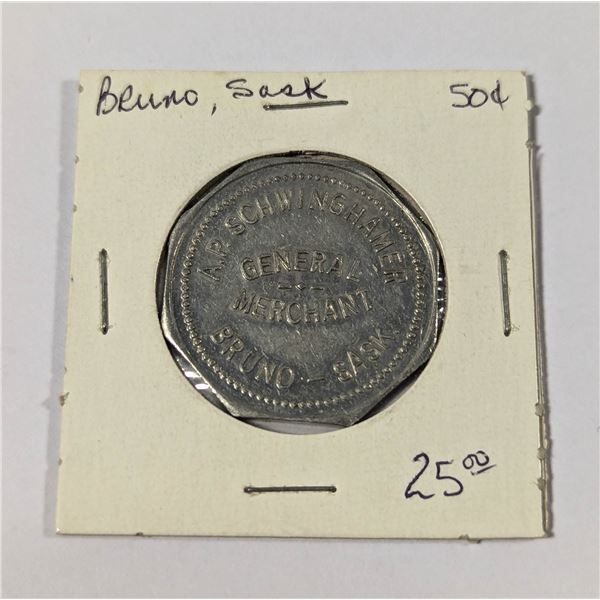 Bruno, Sask 50¢
A.P. SCHWINGHAMER
GENERAL
MERCHANT
BRUNO — SASK.
25.00